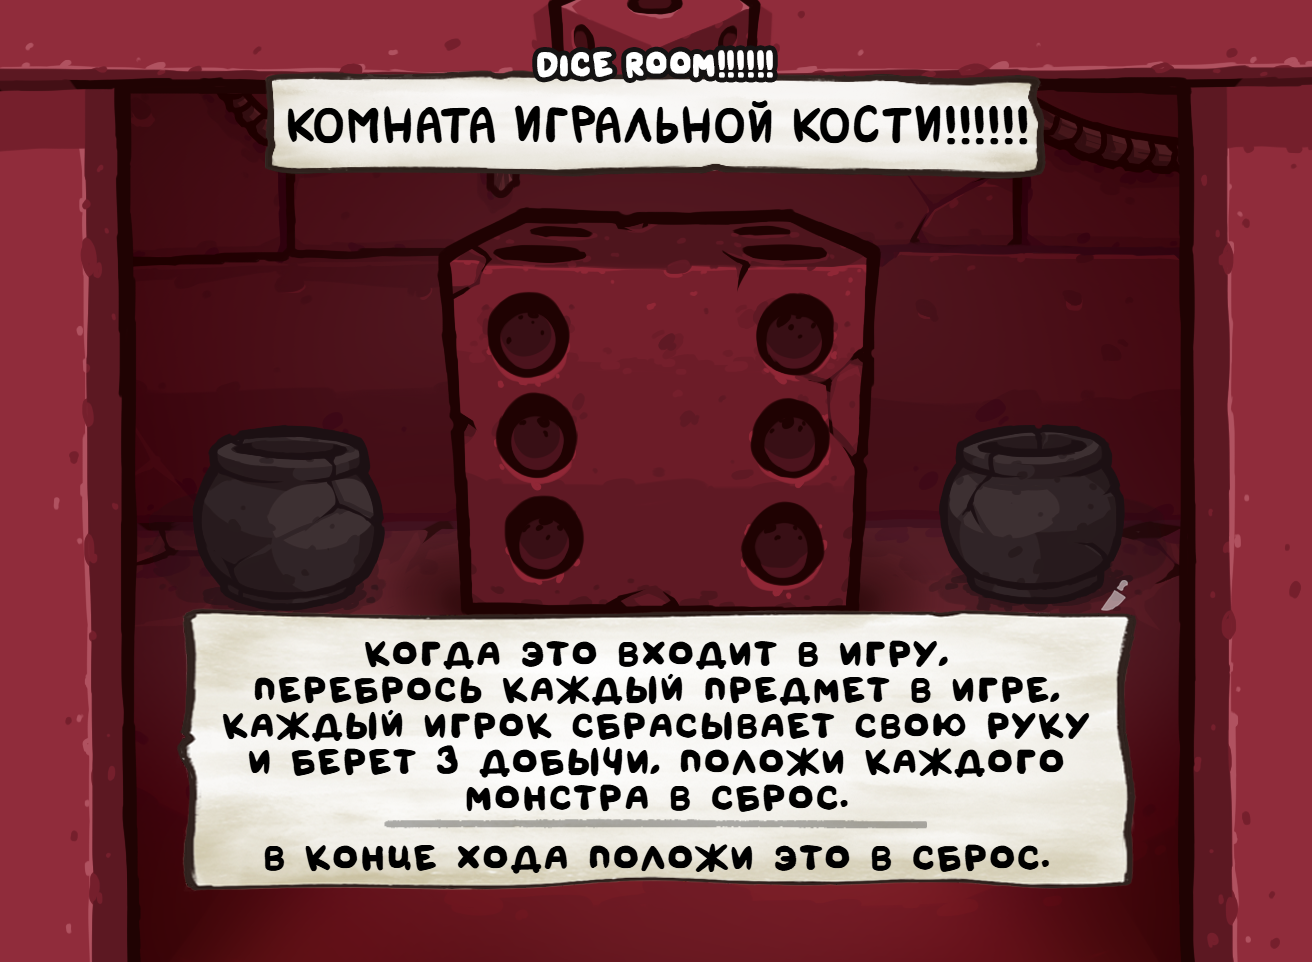 DICE ROOM!!!!!!
КОМНАТА ИГРАЛЬНОЙ КОСТИ!!!!!!
КОГДА ЭТО ВХОДИТ В ИГРУ,
ПЕРЕБРОСЬ КАЖДЫЙ ПРЕДМЕТ В ИГРЕ.
КАЖДЫЙ ИГРОК СБРАСЫВАЕТ СВОЮ РУКУ
И БЕРЕТ 3 ДОБЫЧИ. ПОЛОЖИ КАЖДОГО
МОНСТРА В СБРОС.
В КОНЦЕ ХОДА ПОЛОЖИ ЭТО В СБРОС.